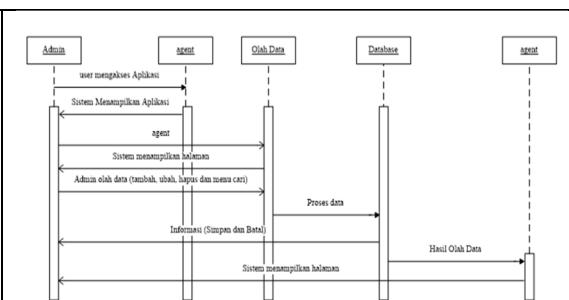 Admin
agent
Olah Data
Database
agent
user mengakses Aplikasi
Sistem Menampilkan Aplikasi
agent
Sistem menampilkan halaman
Admin olah data (tambah, ubah, hapus dan menu cari)
Proses data
Informasi (Simpan dan Batal)
Hasil Olah Data
Sistem menampilkan halaman